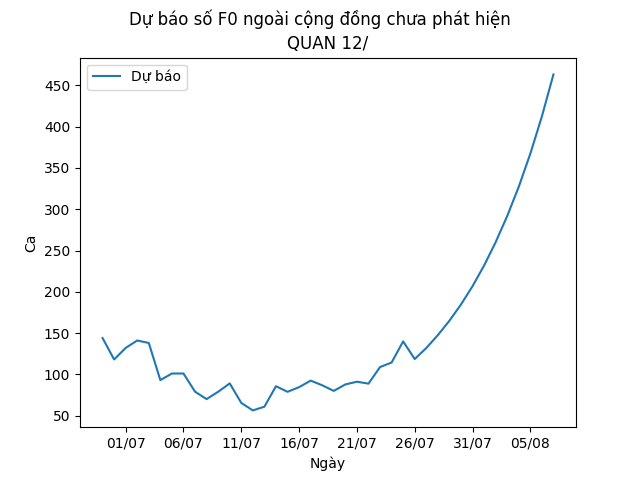 Dự báo số F0 ngoài cộng đồng chưa phát hiện
QUAN 12/
Dự báo
450
400
350
300
250
200
150
100
50
Ca
01/07 06/07 11/07 16/07 21/07 26/07 31/07 05/08
Ngày